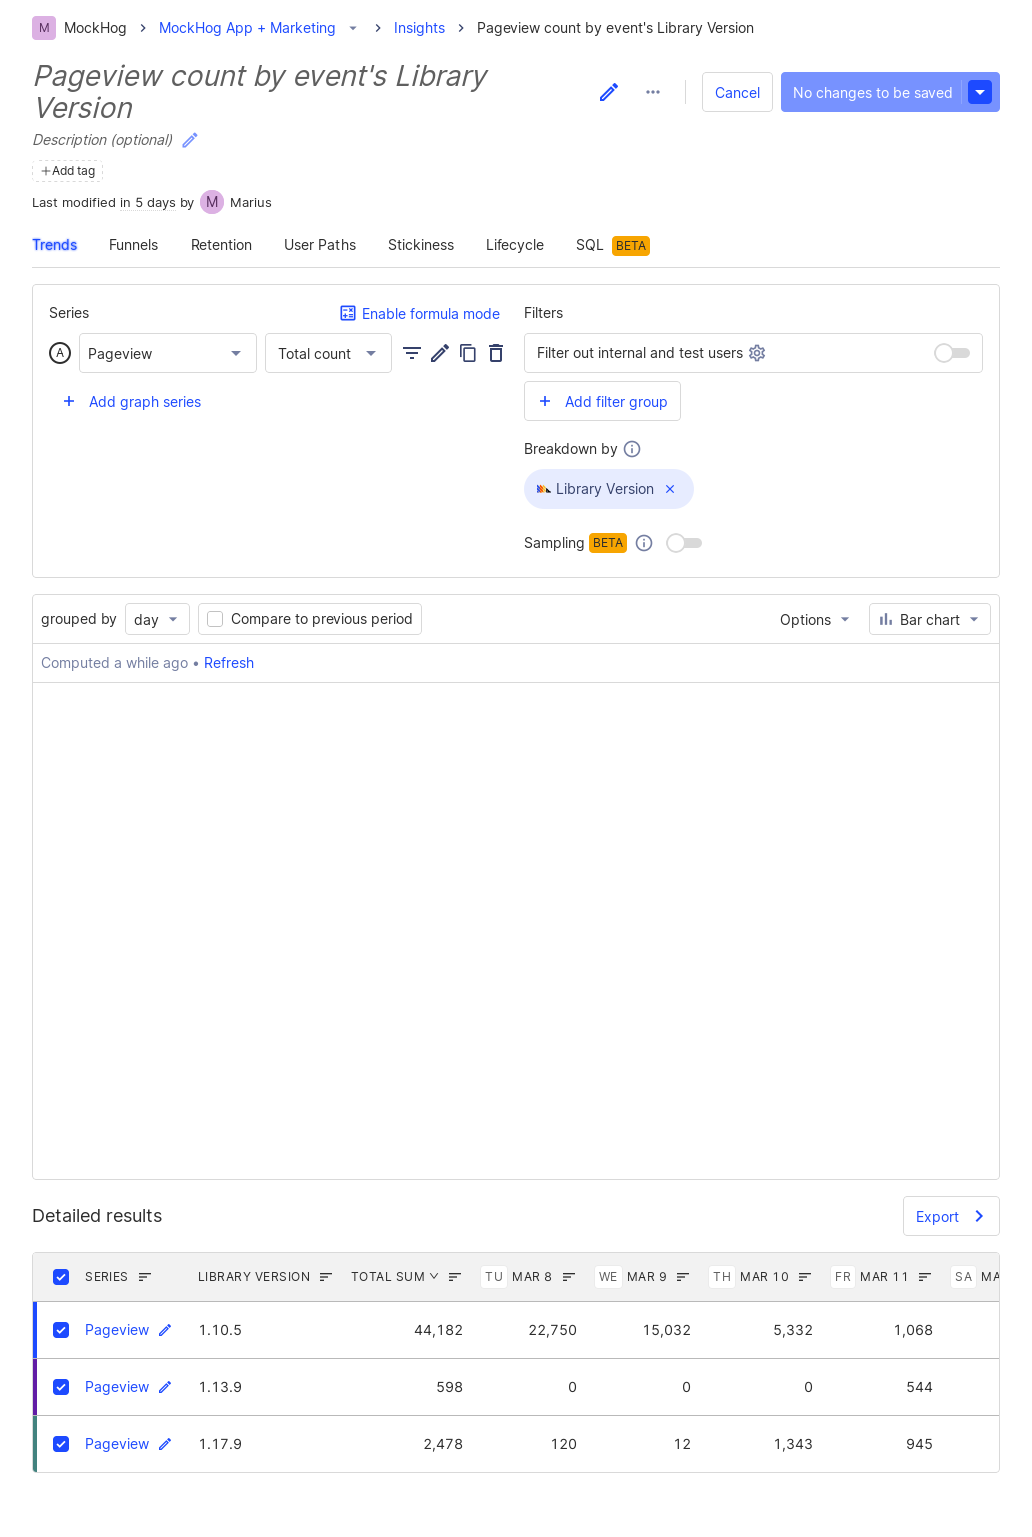 M MockHog > MockHog App + Marketing > Insights > Pageview count by event's Library Version
Pageview count by event's Library
Version
Cancel No changes to be saved
Description (optional)
Add tag
Last modified in 5 days by M Marius
Trends Funnels Retention User Paths Stickiness Lifecycle SQL BETA
Series Enable formula mode Filters
A Pageview Total count Filter out internal and test users
Add graph series Add filter group
Breakdown by
Library Version
Sampling BETA
grouped by day Compare to previous period Options Bar chart
Computed a while ago • Refresh
Detailed results Export
SERIES LIBRARY VERSION TOTAL SUM TU MAR 8 WE MAR 9 TH MAR 10 FR MAR 11 SA MA
Pageview 1.10.5 44,182 22,750 15,032 5,332 1,068
Pageview 1.13.9 598 0 0 0 544
Pageview 1.17.9 2,478 120 12 1,343 945